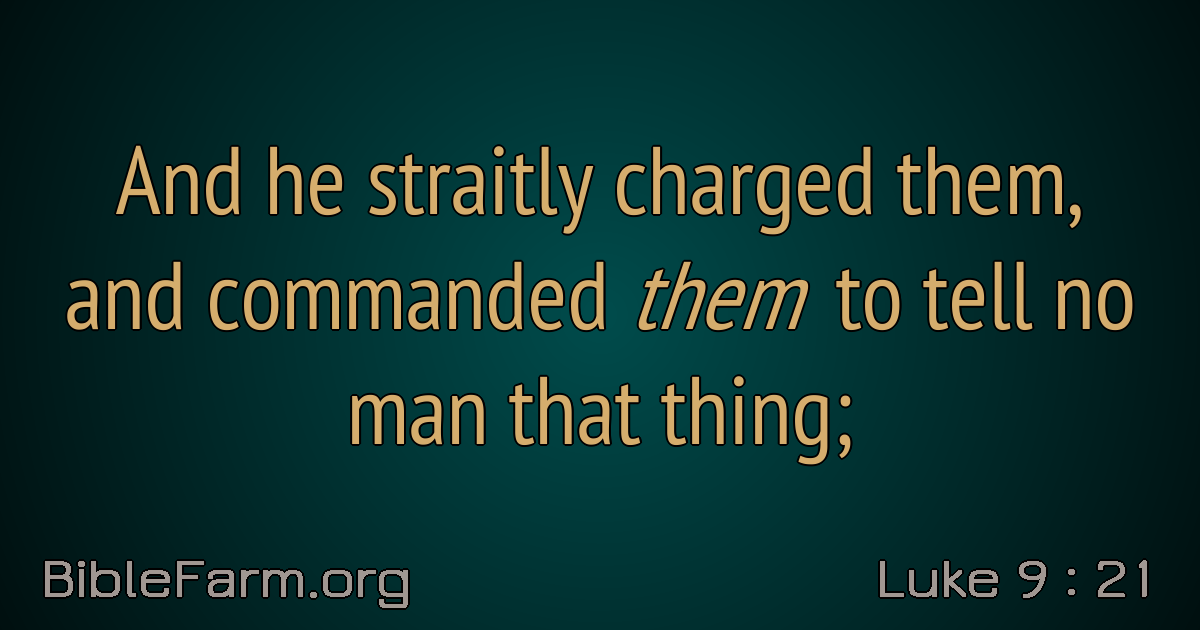 And he straitly charged them,
and commanded them to tell no
man that thing;
BibleFarm.org
Luke 9 : 21